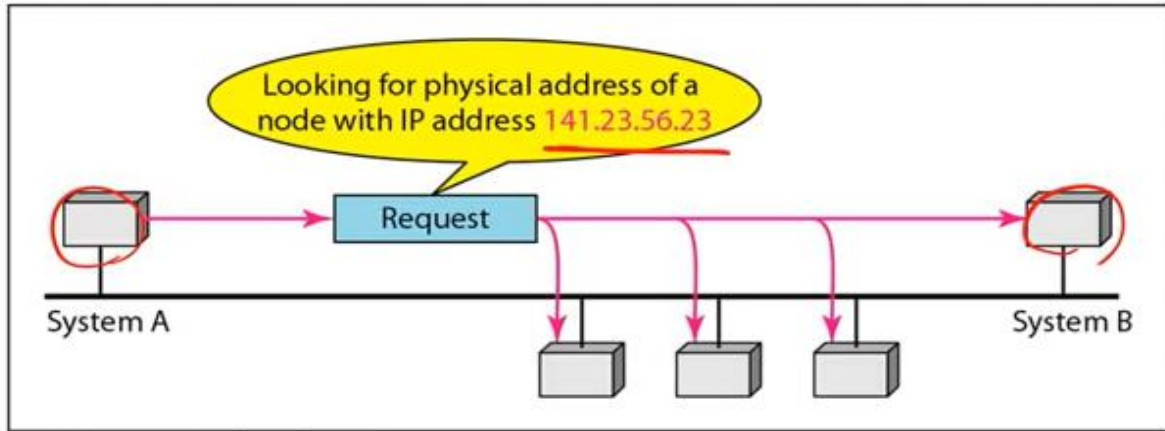 Looking for physical address of a
node with IP address 141.23.56.23
Request
System A
System B